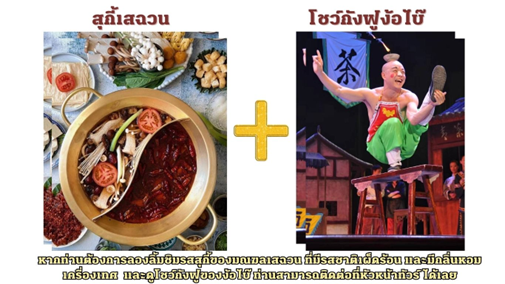 สุกี้เสฉวน
โชว์กังฟูง้อไบ๊
茶
หากท่านต้องการลองลิ้มชิมรสสุกี้ของมณฑลเสฉวน ที่มีรสชาติเผ็ดร้อน และมีกลิ่นหอม
เครื่องเทศ และดูโชว์กังฟูของง้อไบ๊ ท่านสามารถติดต่อที่หัวหน้าทัวร์ ได้เลย